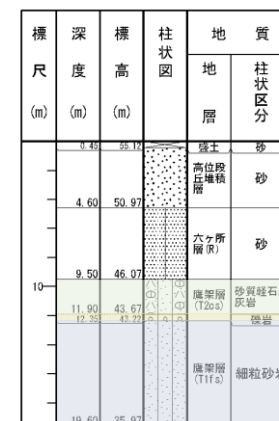 標尺(m)
深度(m)
標高(m)
柱状図
地質
地層
柱状区分
0.45 55.12 盛土 砂
高位段丘堆積層 砂
4.60 50.97
六ヶ所層(R) 砂
9.50 46.07
10
鷹架層(T2cs) 砂質軽石凝灰岩
11.90 43.67
12.35 43.22 礫岩
鷹架層(T1fs) 細粒砂岩
19.60 35.97